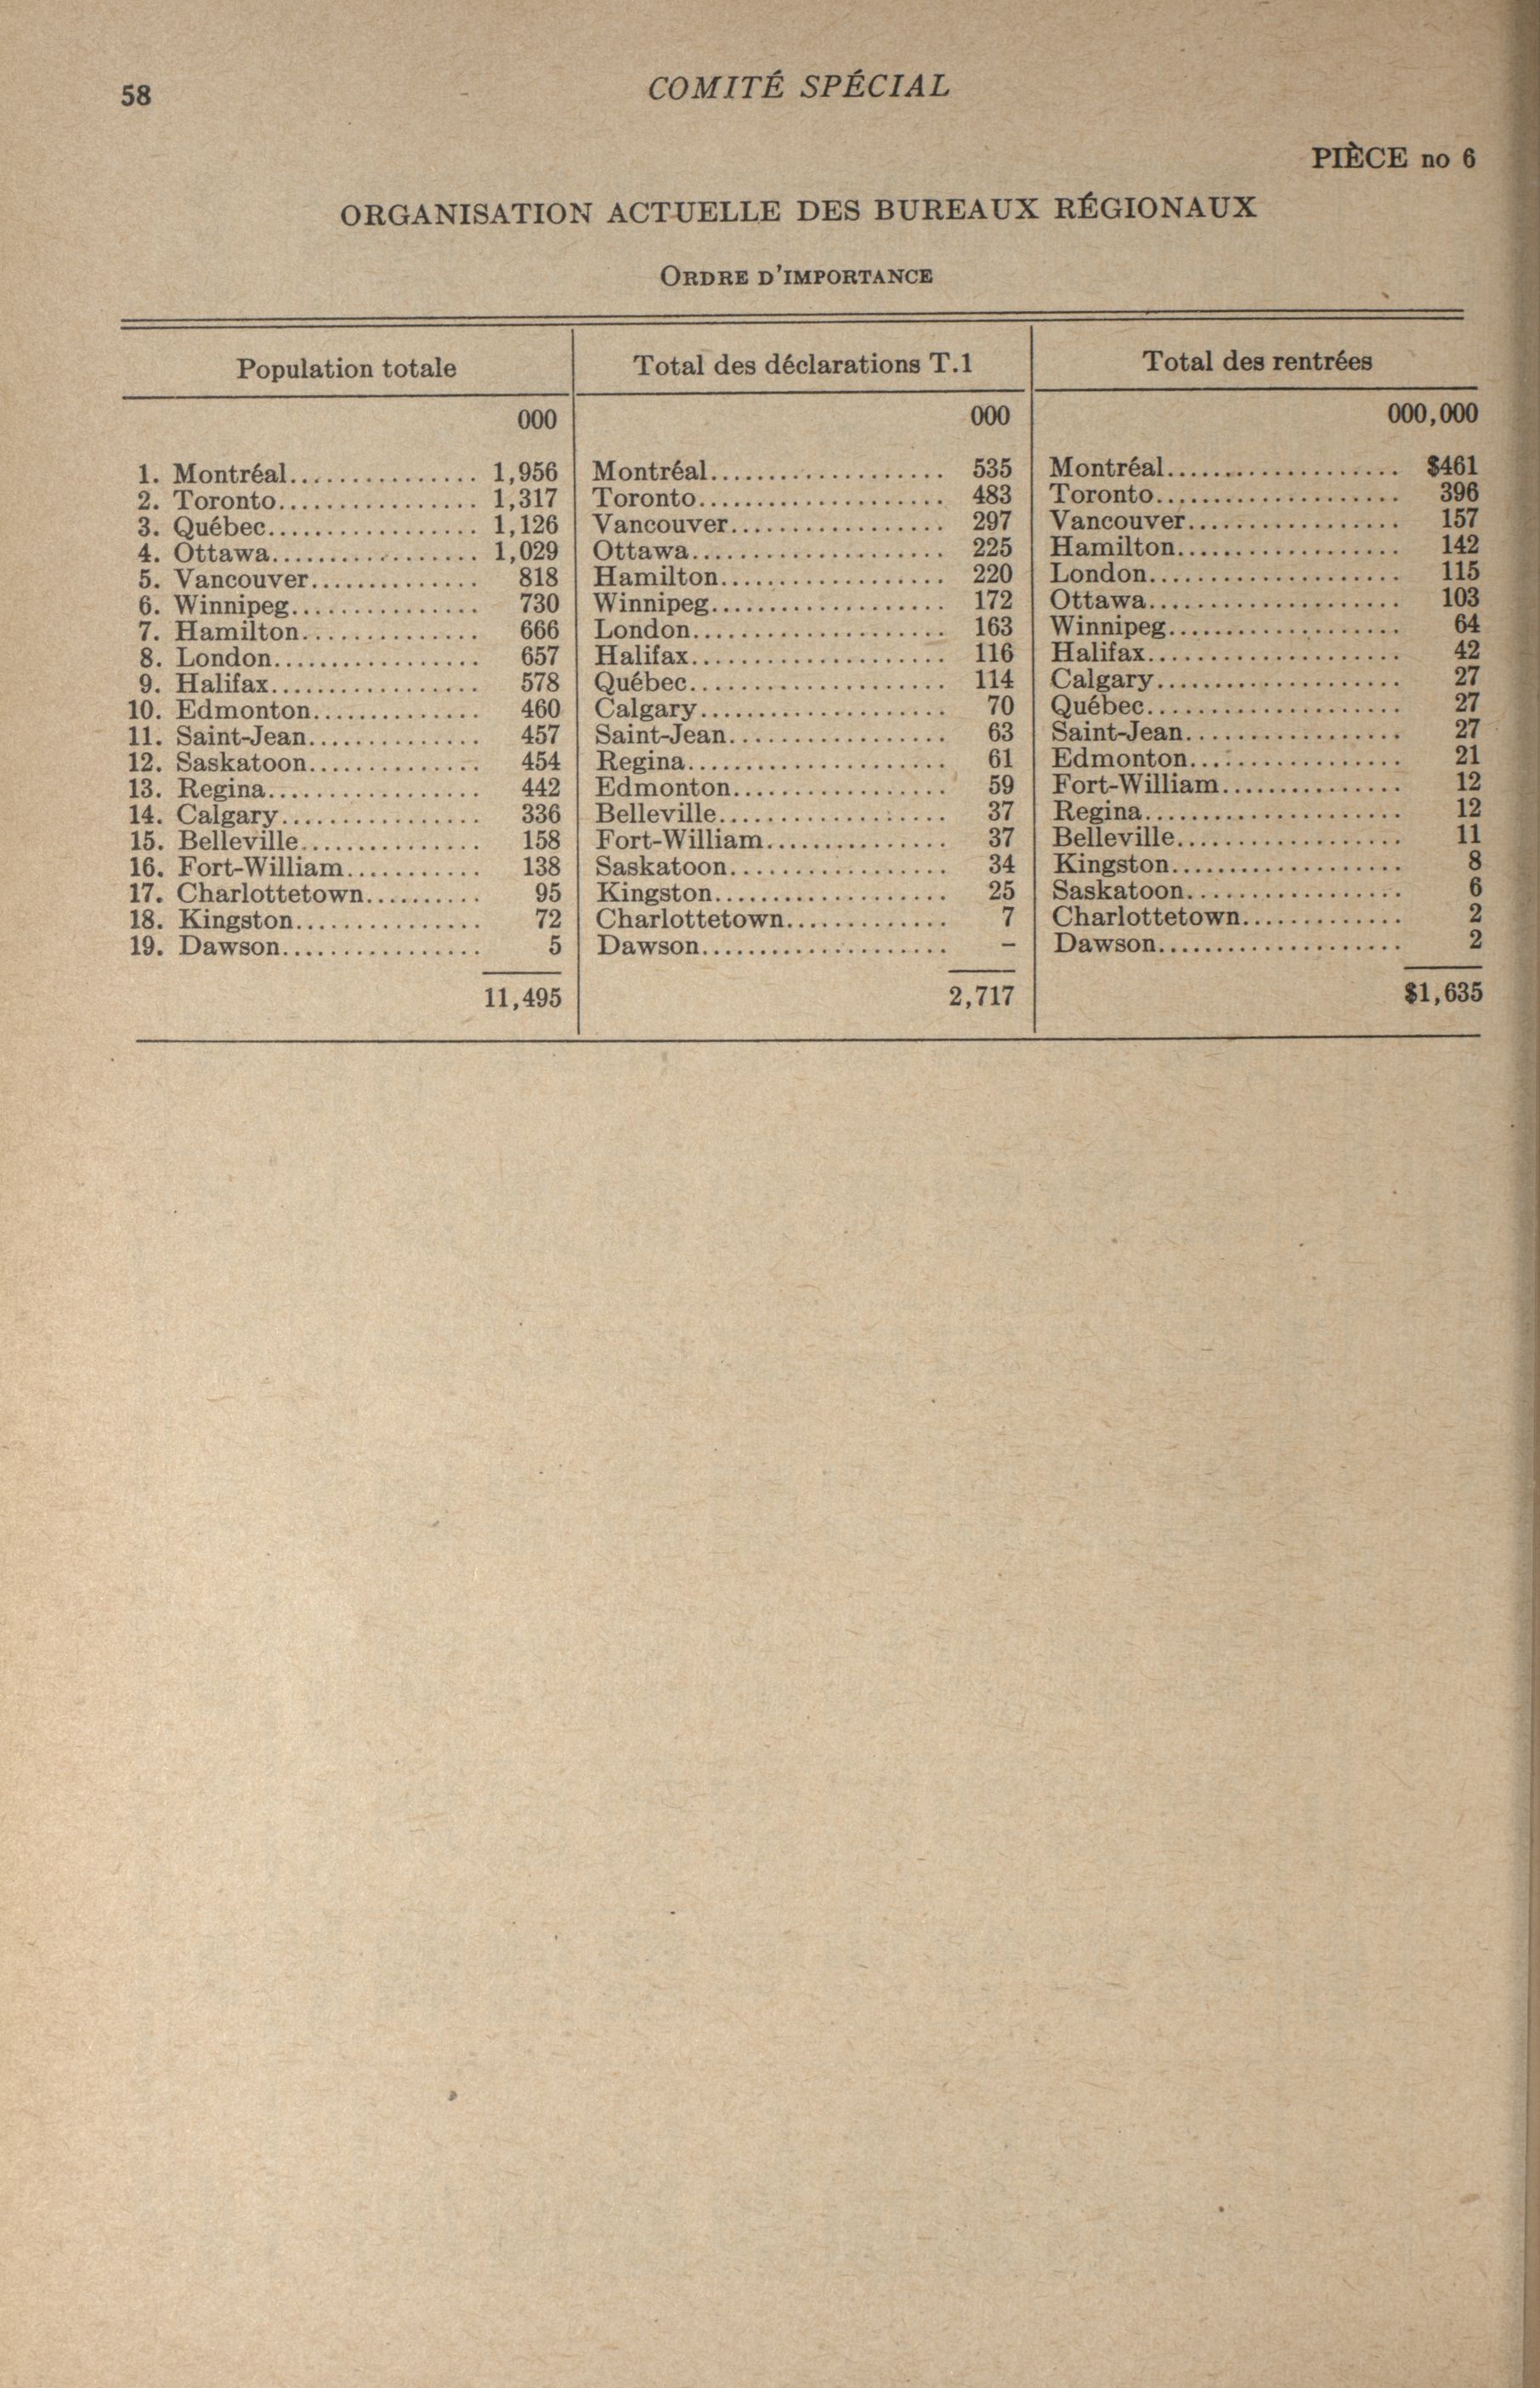 58
COMITÉ SPÉCIAL
PIÈCE no 6
ORGANISATION ACTUELLE DES BUREAUX RÉGIONAUX
ORDRE D'IMPORTANCE
Population totale | Total des déclarations T.1 | Total des rentrées
000 | 000 | 000,000
1. Montréal............... 1,956 | Montréal................... 535 | Montréal................... $461
2. Toronto................ 1,317 | Toronto.................... 483 | Toronto.................... 396
3. Québec................. 1,126 | Vancouver.................. 297 | Vancouver.................. 157
4. Ottawa................. 1,029 | Ottawa..................... 225 | Hamilton................... 142
5. Vancouver.............. 818 | Hamilton................... 220 | London..................... 115
6. Winnipeg............... 730 | Winnipeg................... 172 | Ottawa..................... 103
7. Hamilton............... 666 | London..................... 163 | Winnipeg................... 64
8. London................. 657 | Halifax.................... 116 | Halifax.................... 42
9. Halifax................ 578 | Québec..................... 114 | Calgary.................... 27
10. Edmonton.............. 460 | Calgary.................... 70 | Québec..................... 27
11. Saint-Jean............ 457 | Saint-Jean................. 63 | Saint-Jean................. 27
12. Saskatoon............. 454 | Regina..................... 61 | Edmonton................... 21
13. Regina................ 442 | Edmonton................... 59 | Fort-William............... 12
14. Calgary............... 336 | Belleville................. 37 | Regina..................... 12
15. Belleville............ 158 | Fort-William............... 37 | Belleville................. 11
16. Fort-William.......... 138 | Saskatoon.................. 34 | Kingston................... 8
17. Charlottetown......... 95 | Kingston................... 25 | Saskatoon.................. 6
18. Kingston.............. 72 | Charlottetown.............. 7 | Charlottetown.............. 2
19. Dawson................ 5 | Dawson..................... – | Dawson..................... 2
11,495 | 2,717 | $1,635